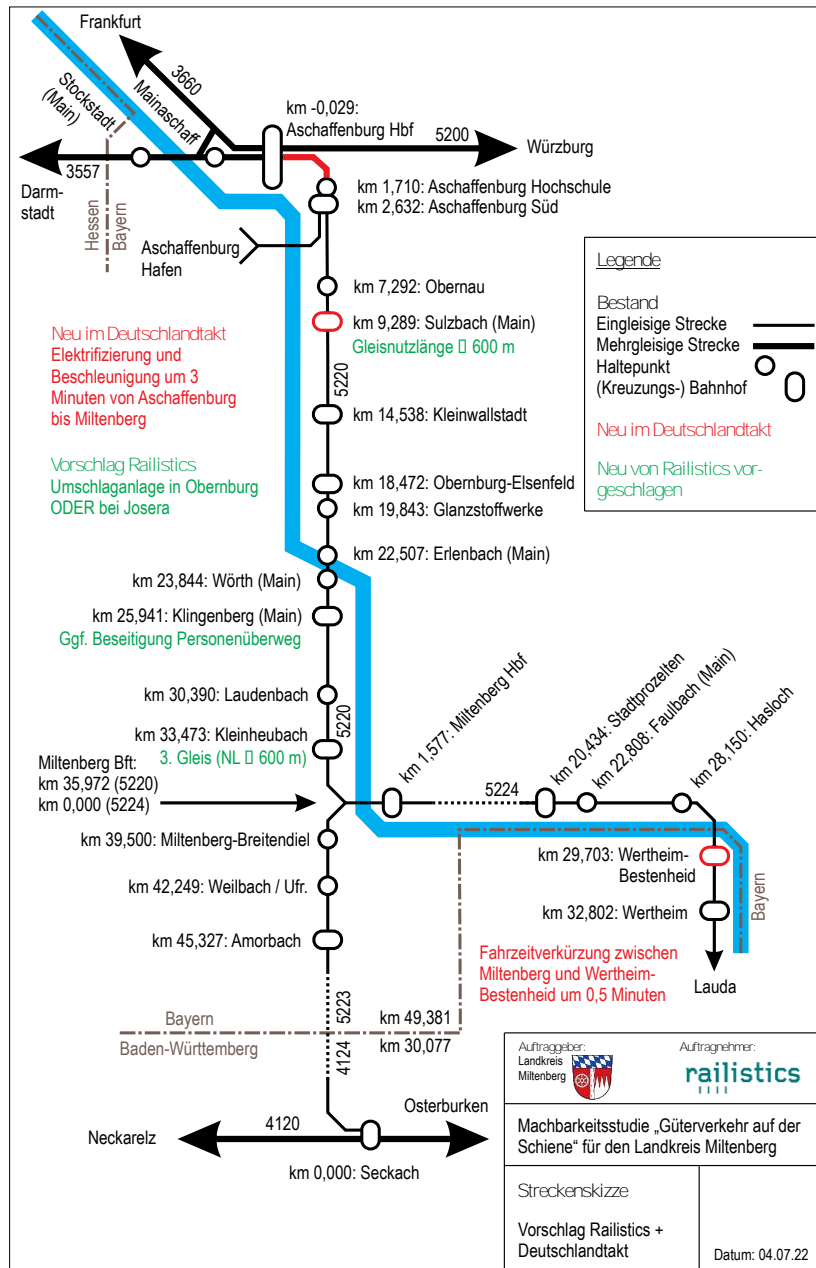 Frankfurt
3660
Stockstadt
(Main)
Mainaschaff
km -0,029:
Aschaffenburg Hbf
5200
Würzburg
3557
Darm-
stadt
Hessen
Bayern
km 1,710: Aschaffenburg Hochschule
km 2,632: Aschaffenburg Süd
Aschaffenburg
Hafen
km 7,292: Obernau
km 9,289: Sulzbach (Main)
Gleisnutzlänge ▯ 600 m
5220
Neu im Deutschlandtakt
Elektrifizierung und
Beschleunigung um 3
Minuten von Aschaffenburg
bis Miltenberg
km 14,538: Kleinwallstadt
Vorschlag Railistics
Umschlaganlage in Obernburg
ODER bei Josera
km 18,472: Obernburg-Elsenfeld
km 19,843: Glanzstoffwerke
km 22,507: Erlenbach (Main)
km 23,844: Wörth (Main)
km 25,941: Klingenberg (Main)
Ggf. Beseitigung Personenüberweg
km 30,390: Laudenbach
5220
km 33,473: Kleinheubach
3. Gleis (NL ▯ 600 m)
Miltenberg Bft:
km 35,972 (5220)
km 0,000 (5224)
km 1,577: Miltenberg Hbf
5224
km 20,434: Stadtprozelten
km 22,808: Faulbach (Main)
km 28,150: Hasloch
km 39,500: Miltenberg-Breitendiel
km 42,249: Weilbach / Ufr.
km 45,327: Amorbach
km 29,703: Wertheim-
Bestenheid
km 32,802: Wertheim
Bayern
Lauda
Fahrzeitverkürzung zwischen
Miltenberg und Wertheim-
Bestenheid um 0,5 Minuten
5223
km 49,381
Bayern
Baden-Württemberg
4124
km 30,077
Neckarelz
4120
Osterburken
km 0,000: Seckach
Legende
Bestand
Eingleisige Strecke
Mehrgleisige Strecke
Haltepunkt
(Kreuzungs-) Bahnhof
Neu im Deutschlandtakt
Neu von Railistics vor-
geschlagen
Auftraggeber:
Landkreis
Miltenberg
Auftragnehmer:
railistics
Machbarkeitsstudie „Güterverkehr auf der
Schiene“ für den Landkreis Miltenberg
Streckenskizze
Vorschlag Railistics +
Deutschlandtakt
Datum: 04.07.22